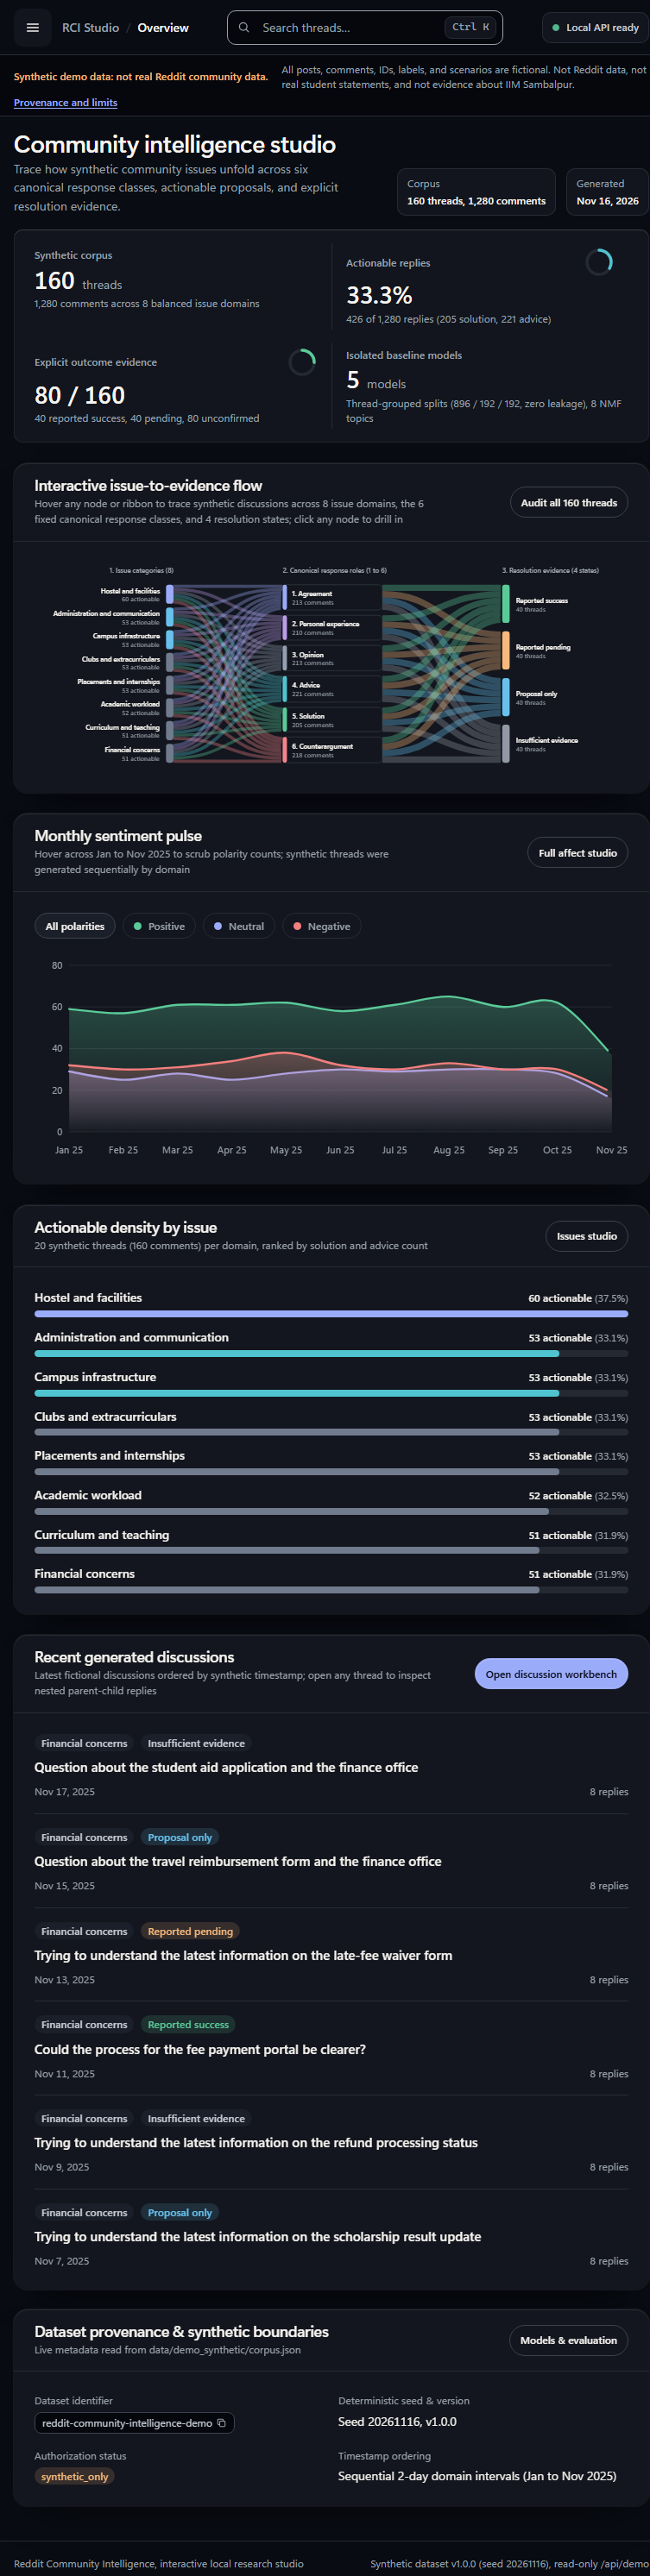 RCI Studio / Overview
Search threads...
Ctrl K
Local API ready
Synthetic demo data: not real Reddit community data.
All posts, comments, IDs, labels, and scenarios are fictional. Not Reddit data, not
real student statements, and not evidence about IIM Sambalpur.
Provenance and limits
Community intelligence studio
Trace how synthetic community issues unfold across six
canonical response classes, actionable proposals, and explicit
resolution evidence.
Corpus
160 threads, 1,280 comments
Generated
Nov 16, 2026
Synthetic corpus
160 threads
1,280 comments across 8 balanced issue domains
Actionable replies
33.3%
426 of 1,280 replies (205 solution, 221 advice)
Explicit outcome evidence
80 / 160
40 reported success, 40 pending, 80 unconfirmed
Isolated baseline models
5 models
Thread-grouped splits (896 / 192 / 192, zero leakage), 8 NMF
topics
Interactive issue-to-evidence flow
Hover any node or ribbon to trace synthetic discussions across 8 issue domains, the 6
fixed canonical response classes, and 4 resolution states; click any node to drill in
Audit all 160 threads
1. Issue categories (8)
Hostel and facilities
60 actionable
Administration and communication
53 actionable
Campus infrastructure
53 actionable
Clubs and extracurriculars
53 actionable
Placements and internships
53 actionable
Academic workload
52 actionable
Curriculum and teaching
51 actionable
Financial concerns
51 actionable
2. Canonical response roles (1 to 6)
1. Agreement
213 comments
2. Personal experience
210 comments
3. Opinion
213 comments
4. Advice
221 comments
5. Solution
205 comments
6. Counterargument
218 comments
3. Resolution evidence (4 states)
Reported success
40 threads
Reported pending
40 threads
Proposal only
40 threads
Insufficient evidence
40 threads
Monthly sentiment pulse
Hover across Jan to Nov 2025 to scrub polarity counts; synthetic threads were
generated sequentially by domain
Full affect studio
All polarities
Positive
Neutral
Negative
80
60
40
20
0
Jan 25
Feb 25
Mar 25
Apr 25
May 25
Jun 25
Jul 25
Aug 25
Sep 25
Oct 25
Nov 25
Actionable density by issue
20 synthetic threads (160 comments) per domain, ranked by solution and advice count
Issues studio
Hostel and facilities
60 actionable (37.5%)
Administration and communication
53 actionable (33.1%)
Campus infrastructure
53 actionable (33.1%)
Clubs and extracurriculars
53 actionable (33.1%)
Placements and internships
53 actionable (33.1%)
Academic workload
52 actionable (32.5%)
Curriculum and teaching
51 actionable (31.9%)
Financial concerns
51 actionable (31.9%)
Recent generated discussions
Latest fictional discussions ordered by synthetic timestamp; open any thread to inspect
nested parent-child replies
Open discussion workbench
Financial concerns
Insufficient evidence
Question about the student aid application and the finance office
Nov 17, 2025
8 replies
Financial concerns
Proposal only
Question about the travel reimbursement form and the finance office
Nov 15, 2025
8 replies
Financial concerns
Reported pending
Trying to understand the latest information on the late-fee waiver form
Nov 13, 2025
8 replies
Financial concerns
Reported success
Could the process for the fee payment portal be clearer?
Nov 11, 2025
8 replies
Financial concerns
Insufficient evidence
Trying to understand the latest information on the refund processing status
Nov 9, 2025
8 replies
Financial concerns
Proposal only
Trying to understand the latest information on the scholarship result update
Nov 7, 2025
8 replies
Dataset provenance & synthetic boundaries
Live metadata read from data/demo_synthetic/corpus.json
Models & evaluation
Dataset identifier
reddit-community-intelligence-demo
Deterministic seed & version
Seed 20261116, v1.0.0
Authorization status
synthetic_only
Timestamp ordering
Sequential 2-day domain intervals (Jan to Nov 2025)
Reddit Community Intelligence, interactive local research studio
Synthetic dataset v1.0.0 (seed 20261116), read-only /api/demo